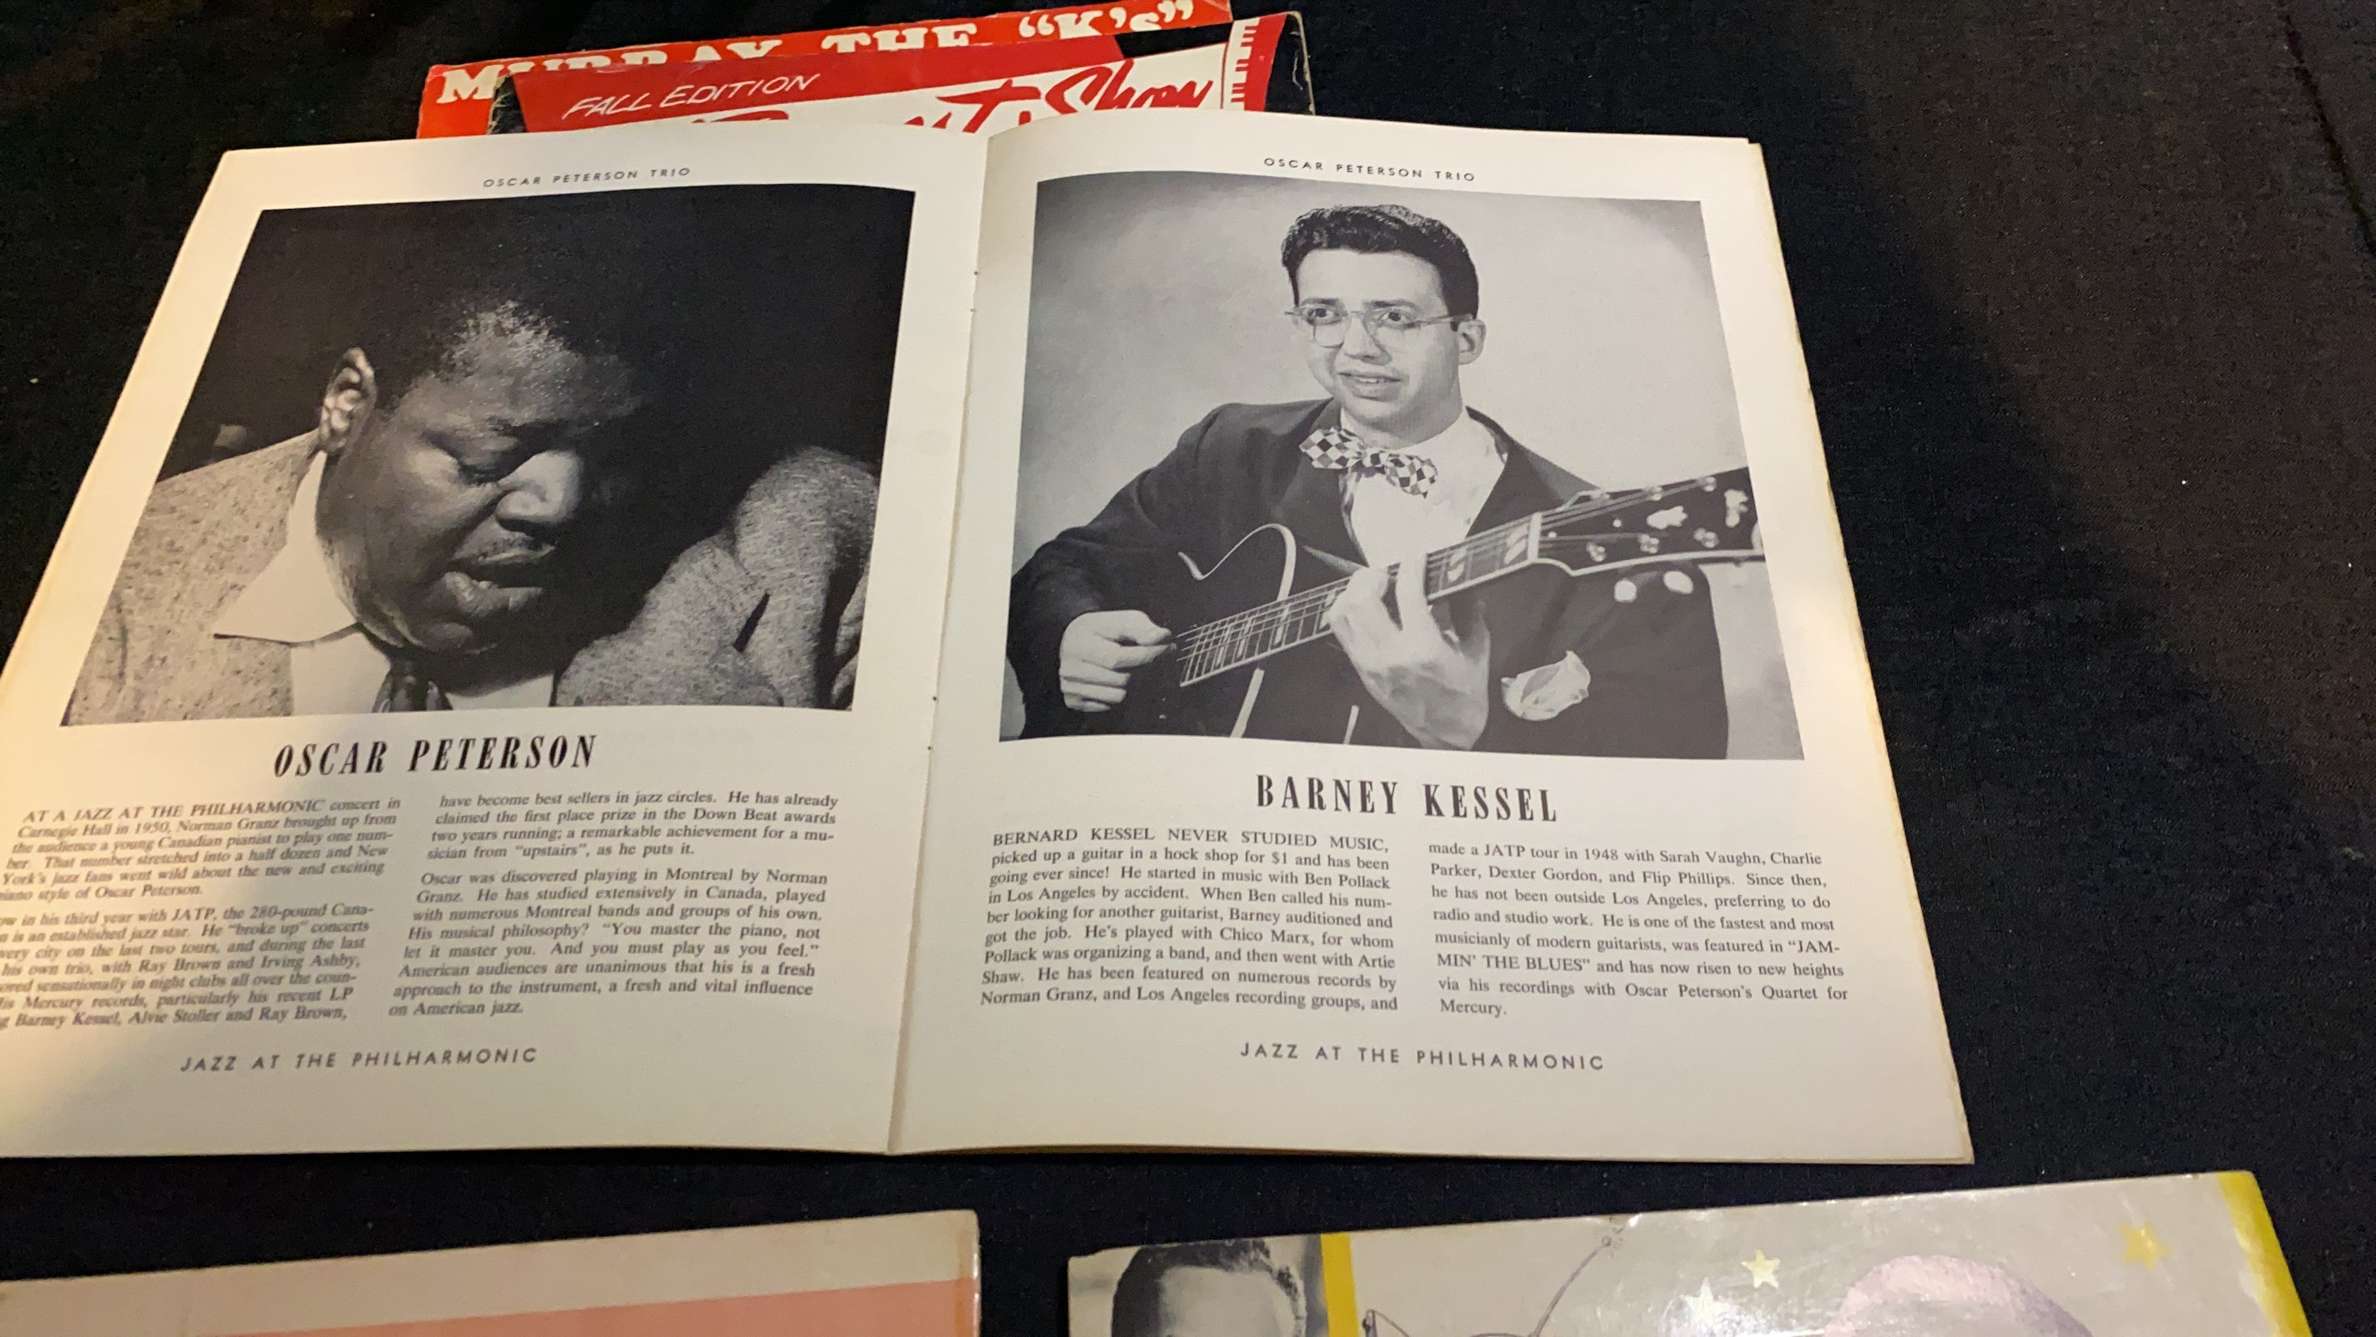 MURRAY THE "K's"
FALL EDITION
Show
OSCAR PETERSON TRIO
OSCAR PETERSON
AT A JAZZ AT THE PHILHARMONIC concert in
Carnegie Hall in 1950, Norman Granz brought up from
the audience a young Canadian pianist to play one num-
ber. That number stretched into a half dozen and New
York's jazz fans went wild about the new and exciting
piano style of Oscar Peterson.
in his third year with JATP, the 280-pound Cana-
is an established jazz star. He "broke up" concerts
city on the last two tours, and during the last
his own trio, with Ray Brown and Irving Ashby,
sensationally in night clubs all over the coun-
His Mercury records, particularly his recent LP
Barney Kessel, Alvie Stoller and Ray Brown,
have become best sellers in jazz circles. He has already
claimed the first place prize in the Down Beat awards
two years running; a remarkable achievement for a mu-
sician from "upstairs", as he puts it.
Oscar was discovered playing in Montreal by Norman
Granz. He has studied extensively in Canada, played
with numerous Montreal bands and groups of his own.
His musical philosophy? "You master the piano, not
let it master you. And you must play as you feel."
American audiences are unanimous that his is a fresh
approach to the instrument, a fresh and vital influence
on American jazz.
JAZZ AT THE PHILHARMONIC
OSCAR PETERSON TRIO
BARNEY KESSEL
BERNARD KESSEL NEVER STUDIED MUSIC,
picked up a guitar in a hock shop for $1 and has been
going ever since! He started in music with Ben Pollack
in Los Angeles by accident. When Ben called his num-
ber looking for another guitarist, Barney auditioned and
got the job. He's played with Chico Marx, for whom
Pollack was organizing a band, and then went with Artie
Shaw. He has been featured on numerous records by
Norman Granz, and Los Angeles recording groups, and
made a JATP tour in 1948 with Sarah Vaughn, Charlie
Parker, Dexter Gordon, and Flip Phillips. Since then,
he has not been outside Los Angeles, preferring to do
radio and studio work. He is one of the fastest and most
musicianly of modern guitarists, was featured in "JAM-
MIN' THE BLUES" and has now risen to new heights
via his recordings with Oscar Peterson's Quartet for
Mercury.
JAZZ AT THE PHILHARMONIC